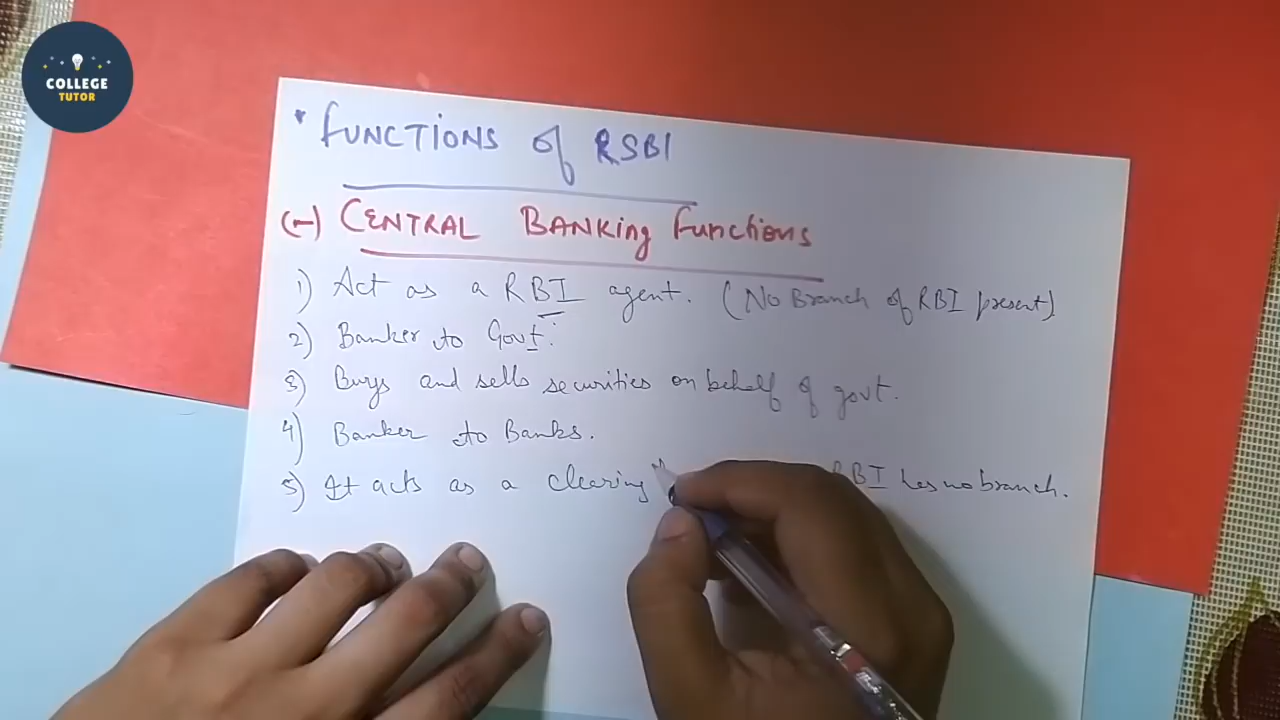 COLLEGE
TUTOR
* FUNCTIONS of RSBI
(-) CENTRAL BANKing functions
1) Act as a RBI agent. (No Branch of RBI present)
2) Banker to Govt:
3) Buys and sells securities on behalf of govt.
4) Banker to Banks.
5) It acts as a clearing RBI has no branch.